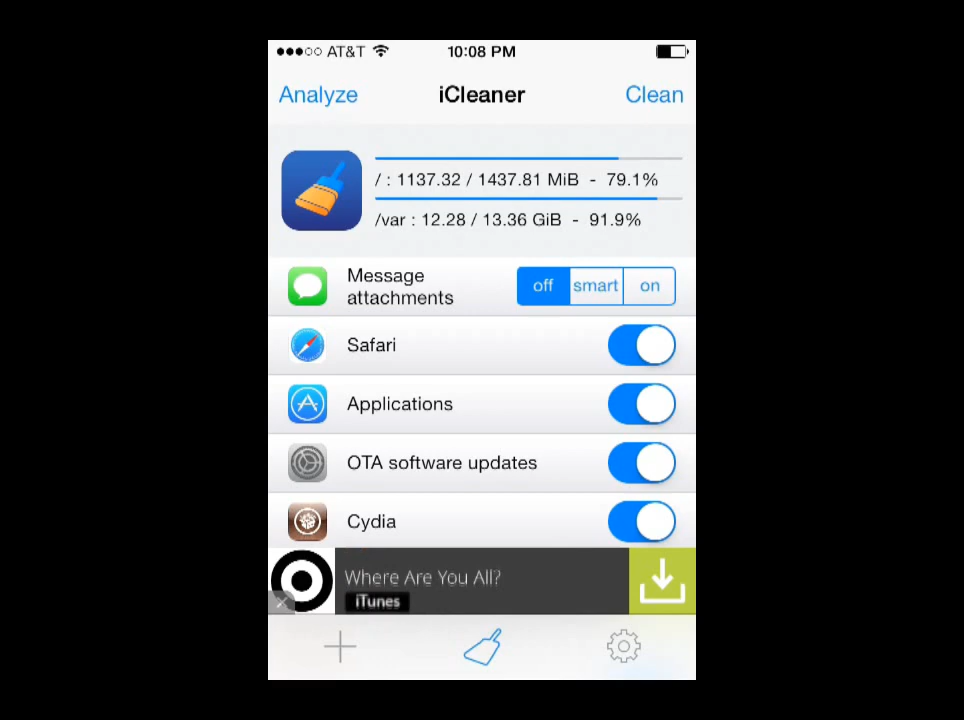 AT&T 10:08 PM
Analyze iCleaner Clean
/ : 1137.32 / 1437.81 MiB - 79.1%
/var : 12.28 / 13.36 GiB - 91.9%
Message
attachments
off smart on
Safari
Applications
OTA software updates
Cydia
Where Are You All?
iTunes